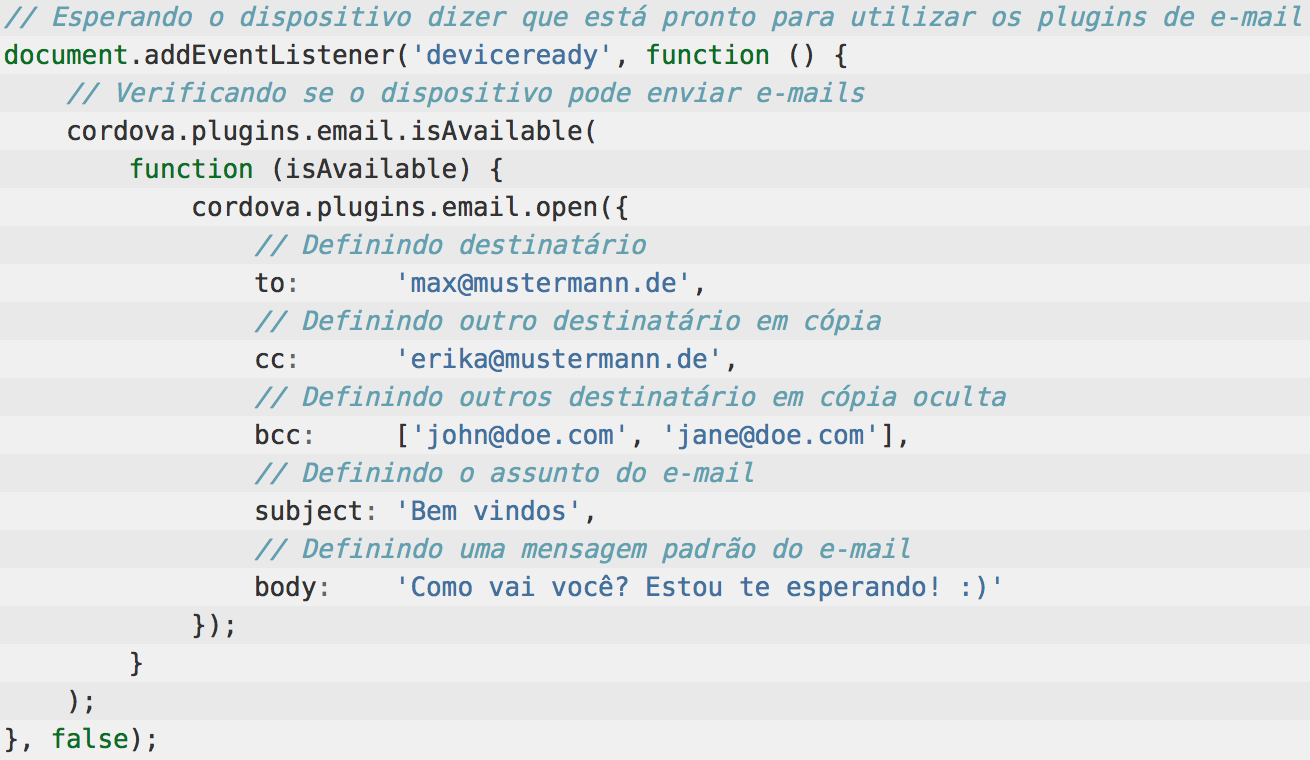 // Esperando o dispositivo dizer que está pronto para utilizar os plugins de e-mail
document.addEventListener('deviceready', function () {
    // Verificando se o dispositivo pode enviar e-mails
    cordova.plugins.email.isAvailable(
        function (isAvailable) {
            cordova.plugins.email.open({
                // Definindo destinatário
                to:      'max@mustermann.de',
                // Definindo outro destinatário em cópia
                cc:      'erika@mustermann.de',
                // Definindo outros destinatário em cópia oculta
                bcc:     ['john@doe.com', 'jane@doe.com'],
                // Definindo o assunto do e-mail
                subject: 'Bem vindos',
                // Definindo uma mensagem padrão do e-mail
                body:    'Como vai você? Estou te esperando! :)'
            });
        }
    );
}, false);